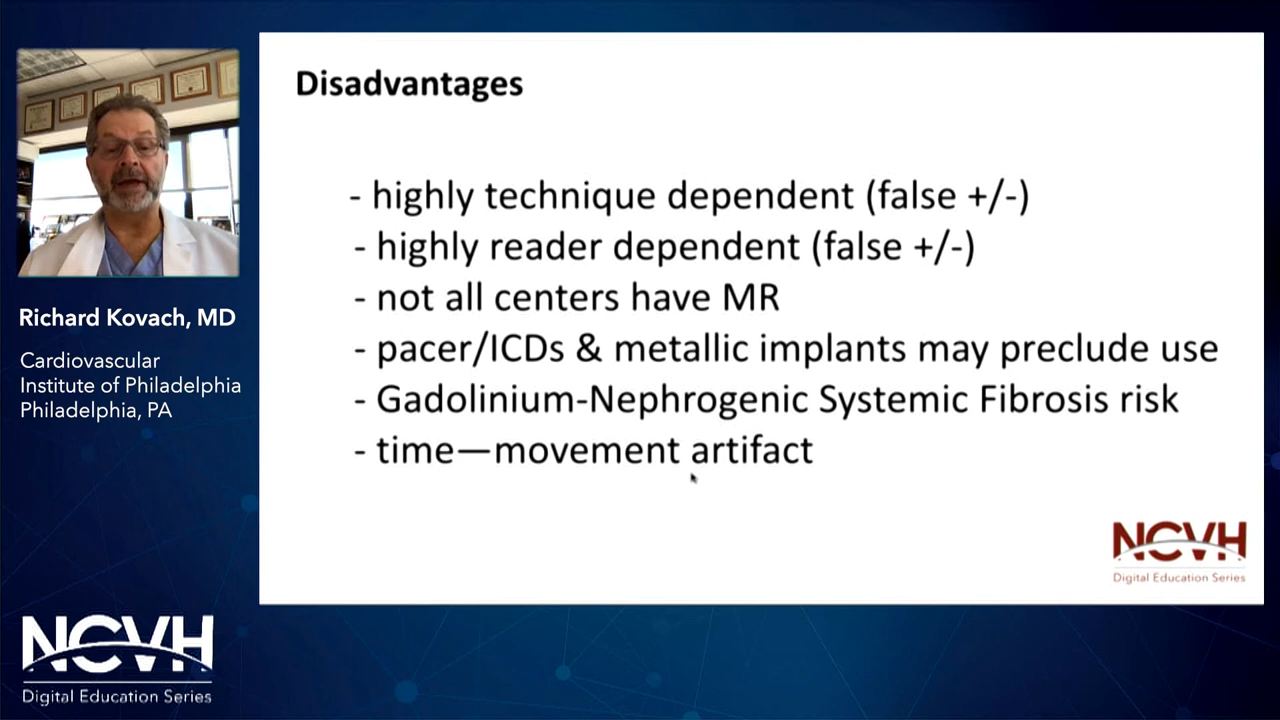 Disadvantages
- highly technique dependent (false +/-)
- highly reader dependent (false +/-)
- not all centers have MR
- pacer/ICDs & metallic implants may preclude use
- Gadolinium-Nephrogenic Systemic Fibrosis risk
- time—movement artifact
NCVH
Digital Education Series
Richard Kovach, MD
Cardiovascular
Institute of Philadelphia
Philadelphia, PA
NCVH
Digital Education Series